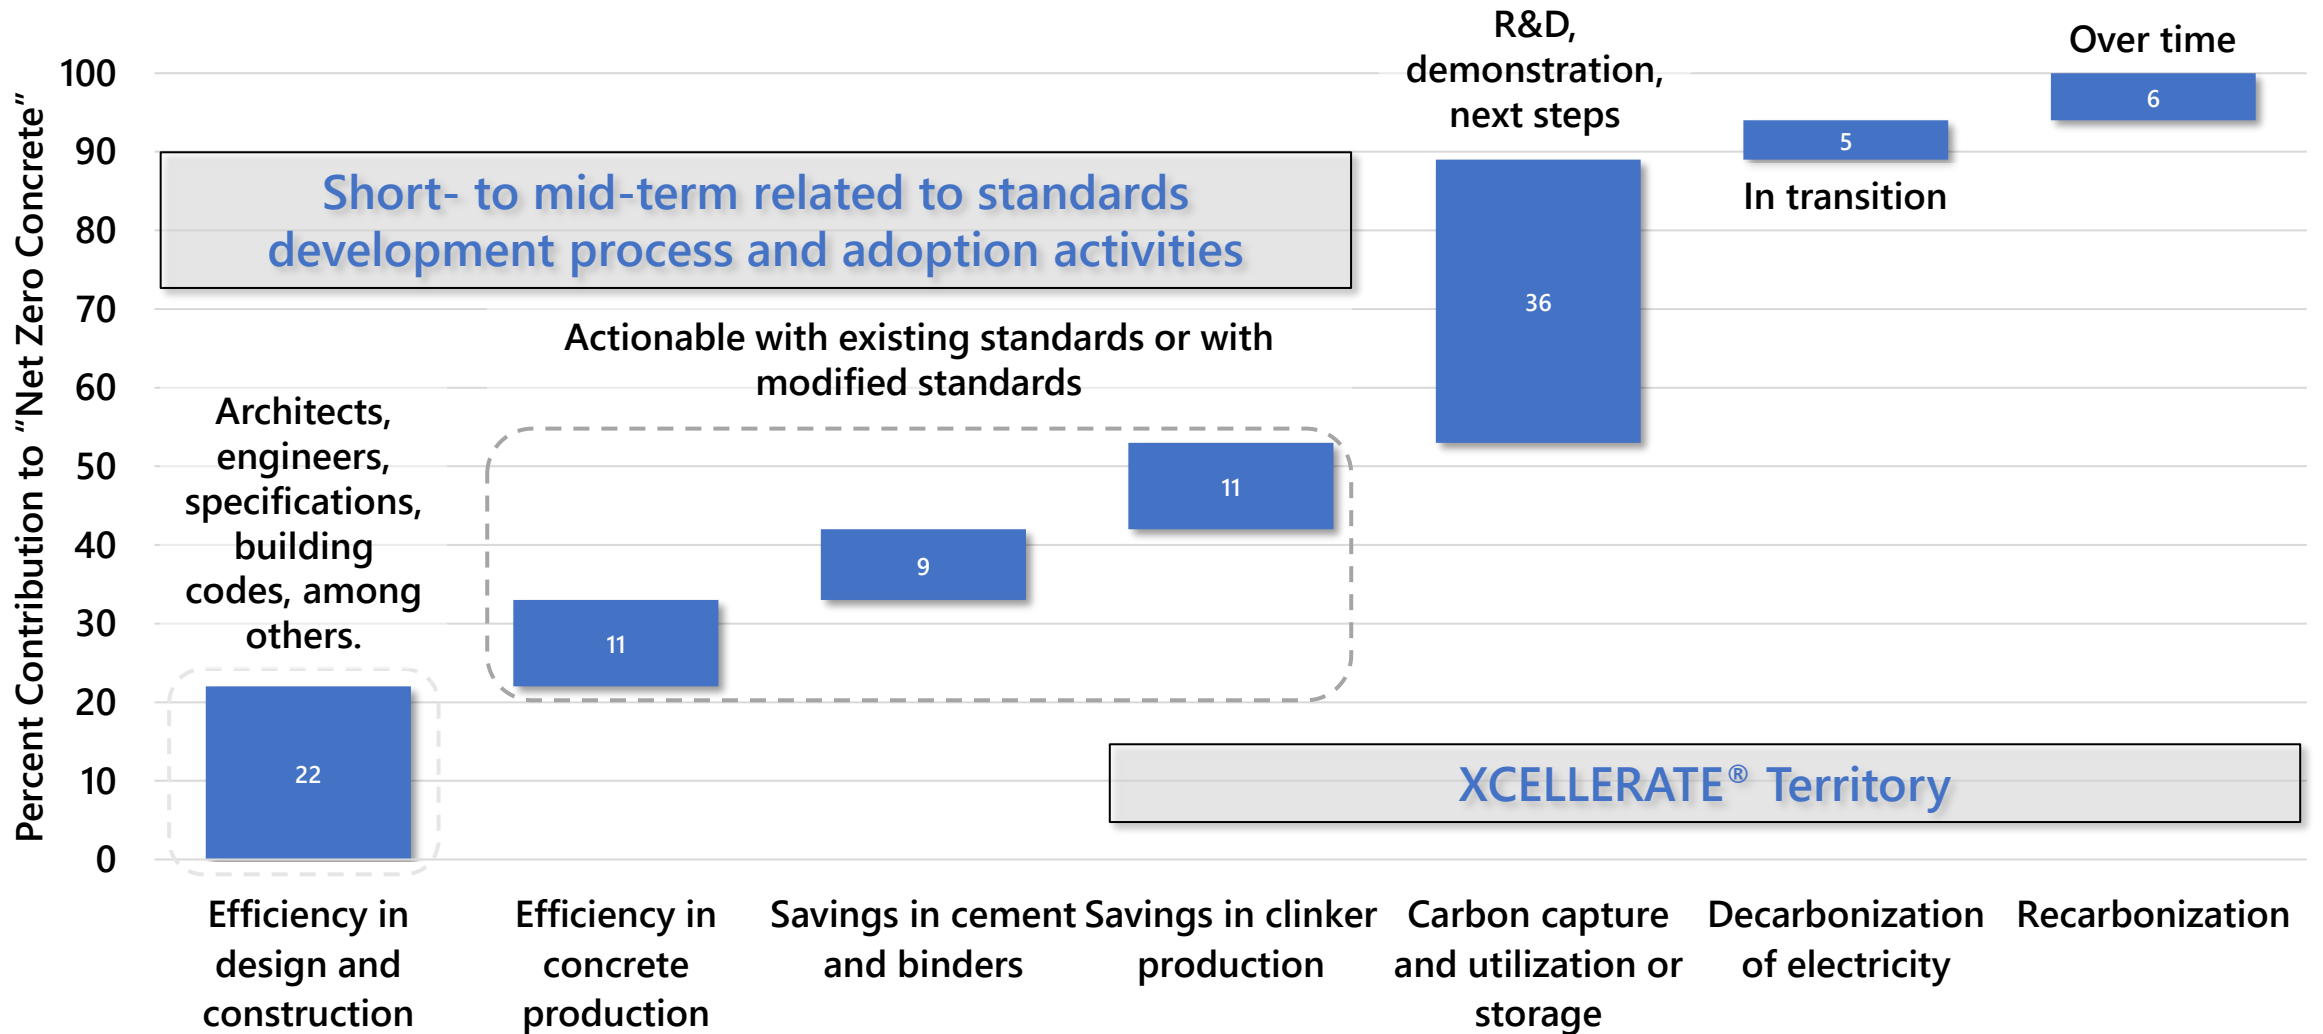 Percent Contribution to “Net Zero Concrete”
100
90
80
70
60
50
40
30
20
10
0
Short- to mid-term related to standards
development process and adoption activities
Actionable with existing standards or with
modified standards
Architects,
engineers,
specifications,
building
codes, among
others.
22
11
9
11
R&D,
demonstration,
next steps
36
5
In transition
Over time
6
XCELLERATE® Territory
Efficiency in
design and
construction
Efficiency in
concrete
production
Savings in cement
and binders
Savings in clinker
production
Carbon capture
and utilization or
storage
Decarbonization
of electricity
Recarbonization